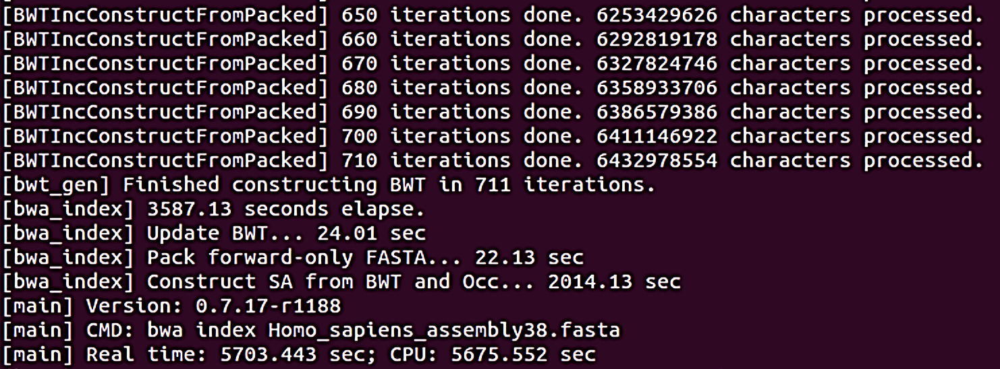 [BWTIncConstructFromPacked] 650 iterations done. 6253429626 characters processed.
[BWTIncConstructFromPacked] 660 iterations done. 6292819178 characters processed.
[BWTIncConstructFromPacked] 670 iterations done. 6327824746 characters processed.
[BWTIncConstructFromPacked] 680 iterations done. 6358933706 characters processed.
[BWTIncConstructFromPacked] 690 iterations done. 6386579386 characters processed.
[BWTIncConstructFromPacked] 700 iterations done. 6411146922 characters processed.
[BWTIncConstructFromPacked] 710 iterations done. 6432978554 characters processed.
[bwt_gen] Finished constructing BWT in 711 iterations.
[bwa_index] 3587.13 seconds elapse.
[bwa_index] Update BWT... 24.01 sec
[bwa_index] Pack forward-only FASTA... 22.13 sec
[bwa_index] Construct SA from BWT and Occ... 2014.13 sec
[main] Version: 0.7.17-r1188
[main] CMD: bwa index Homo_sapiens_assembly38.fasta
[main] Real time: 5703.443 sec; CPU: 5675.552 sec